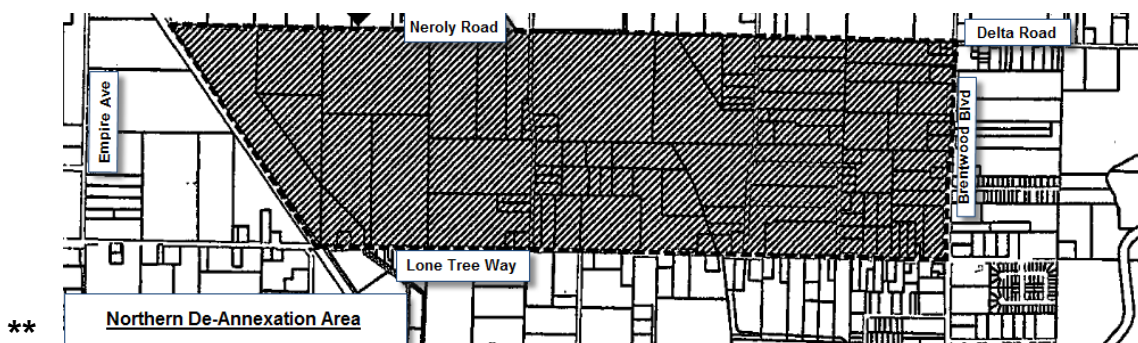 Neroly Road
Delta Road
Empire Ave
Brentwood Blvd
Lone Tree Way
** Northern De-Annexation Area